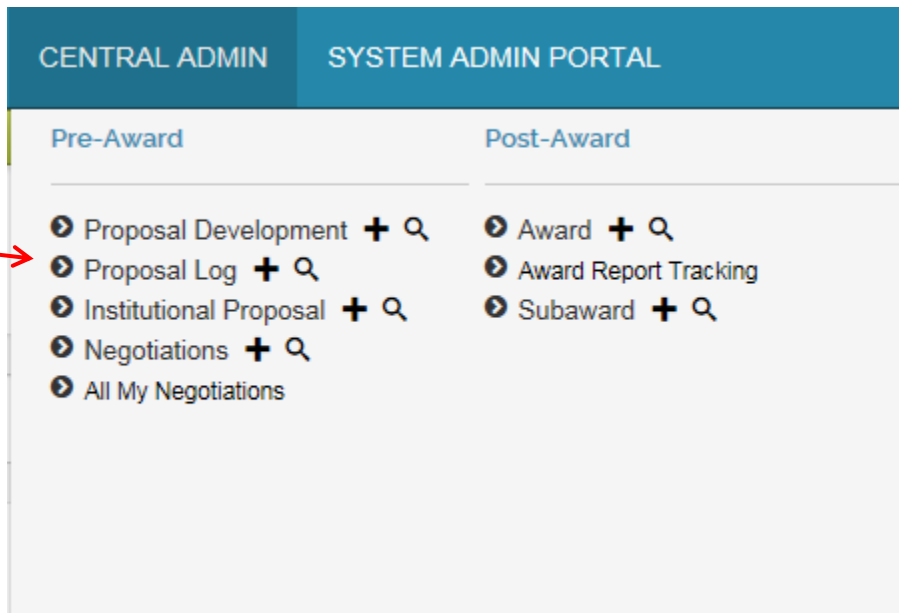 CENTRAL ADMIN SYSTEM ADMIN PORTAL
Pre-Award
Proposal Development
Proposal Log
Institutional Proposal
Negotiations
All My Negotiations
Post-Award
Award
Award Report Tracking
Subaward